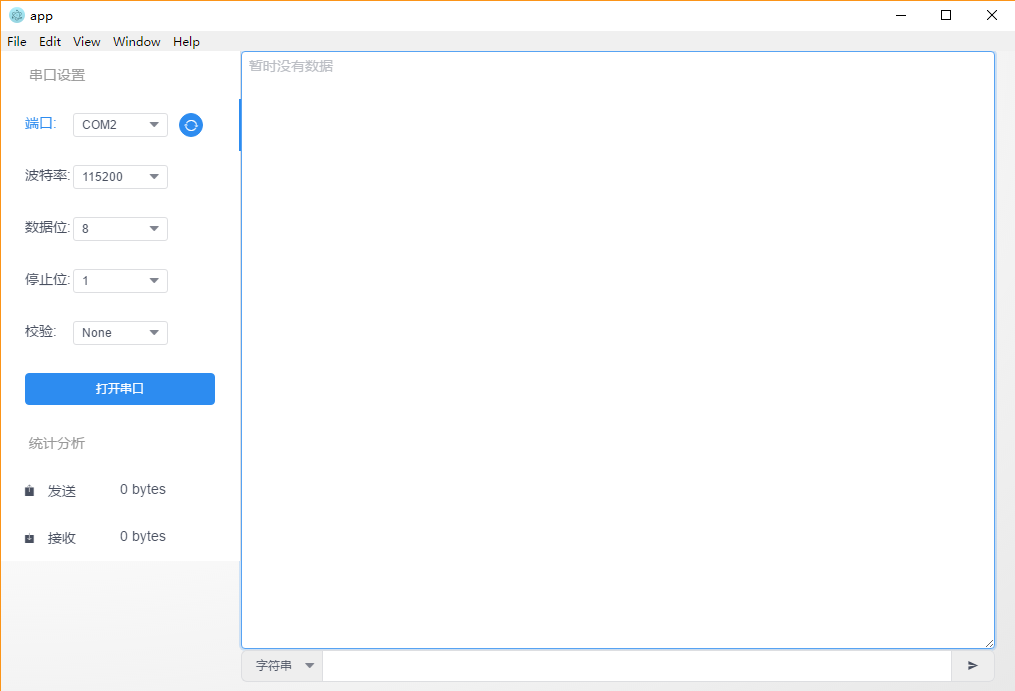 app
File Edit View Window Help
串口设置
暂时没有数据
端口: COM2
波特率: 115200
数据位: 8
停止位: 1
校验: None
打开串口
统计分析
发送 0 bytes
接收 0 bytes
字符串